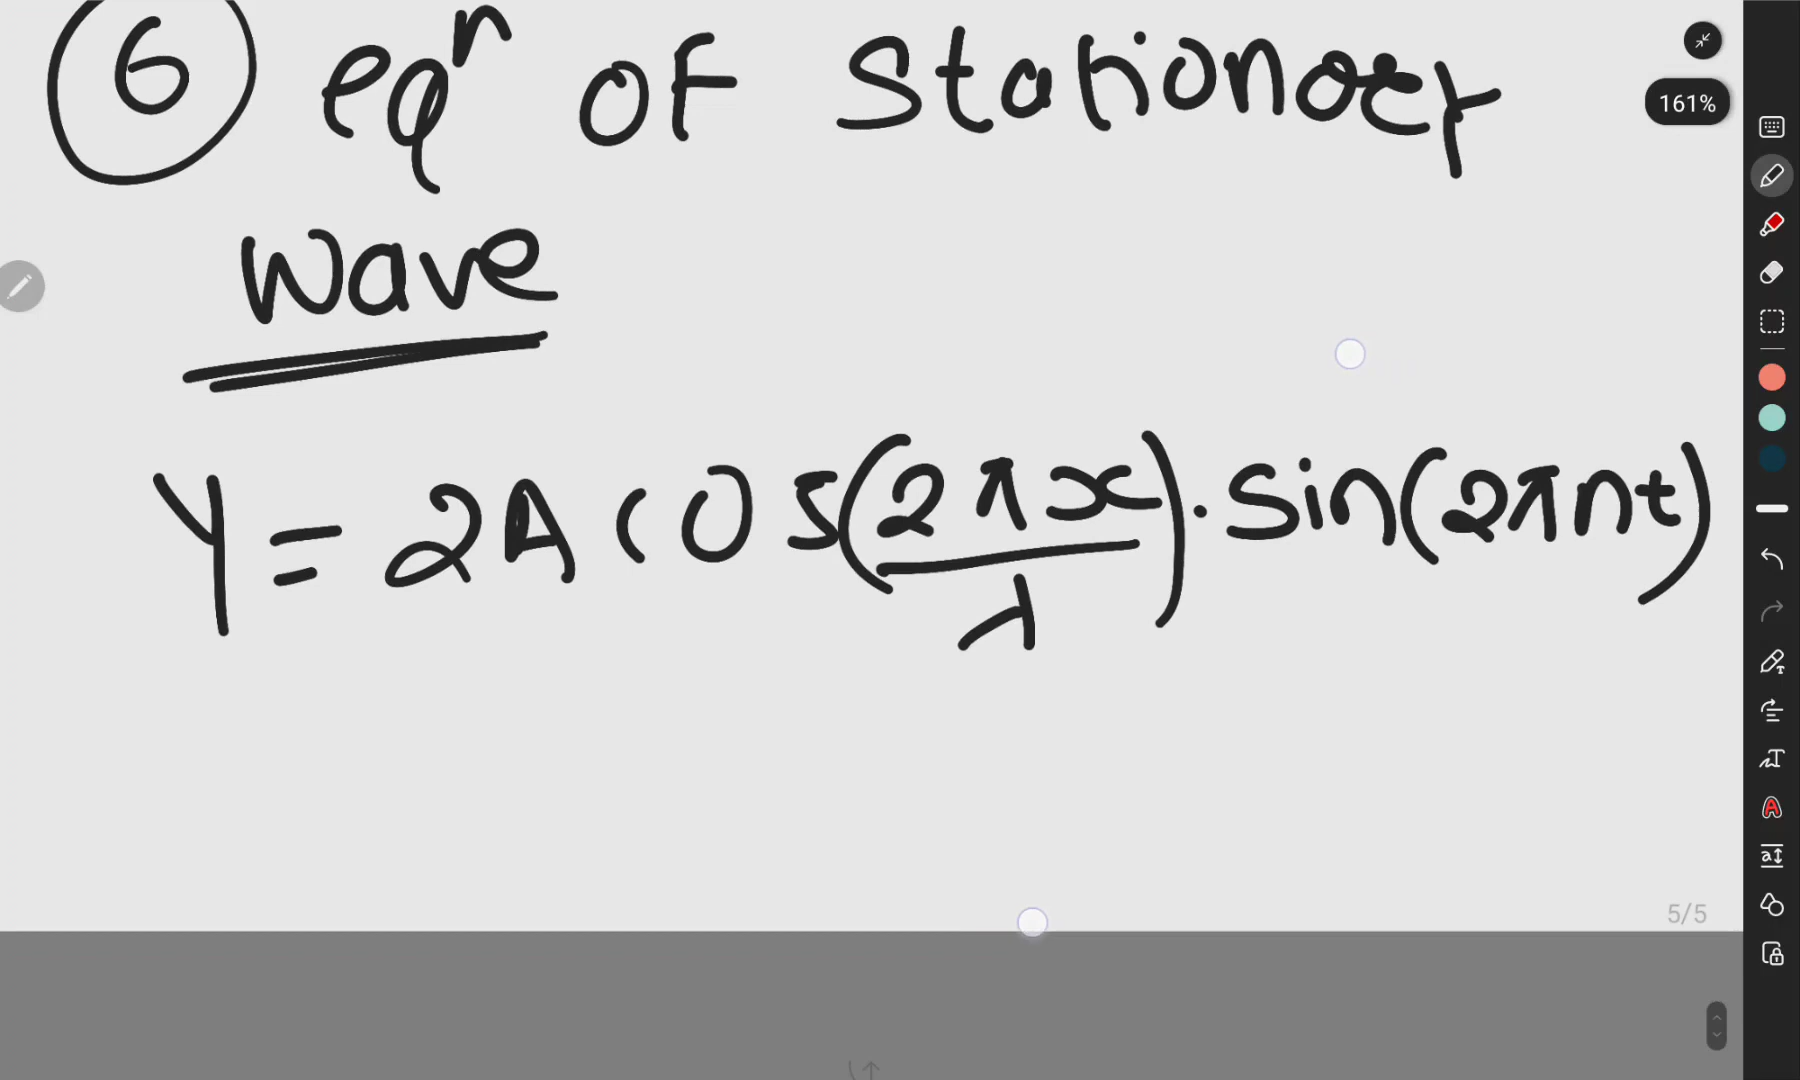 6 eqn of stationary
161%
wave
Y = 2A cos(2πx/λ) . sin(2πnt)
5/5